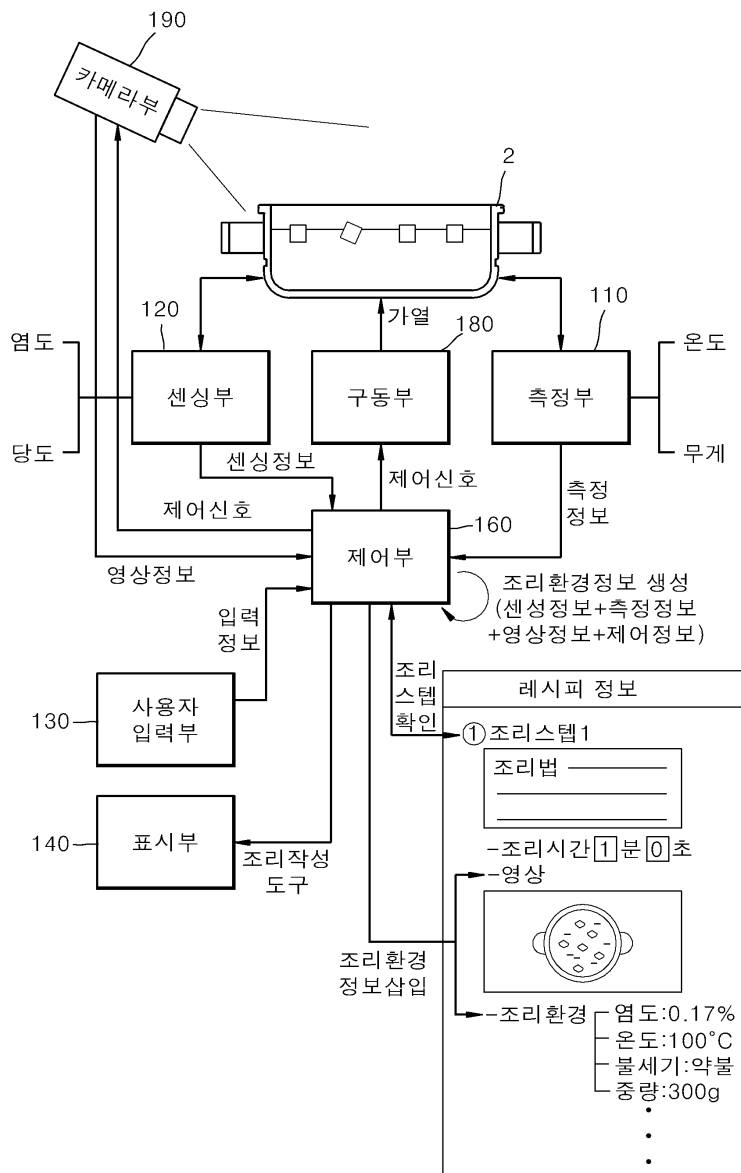 190
카메라부
2
가열
120
180
110
염도
온도
센싱부
구동부
측정부
당도
무게
센싱정보
제어신호
측정
정보
제어신호
160
제어부
영상정보
조리환경정보 생성
(센성정보+측정정보
+영상정보+제어정보)
입력
정보
조리
스텝
확인
레시피 정보
130
사용자
입력부
①조리스텝1
조리법
140
표시부
조리작성
도구
-조리시간 1 분 0 초
-영상
조리환경
정보삽입
-조리환경
염도:0.17%
온도:100°C
불세기:약불
중량:300g